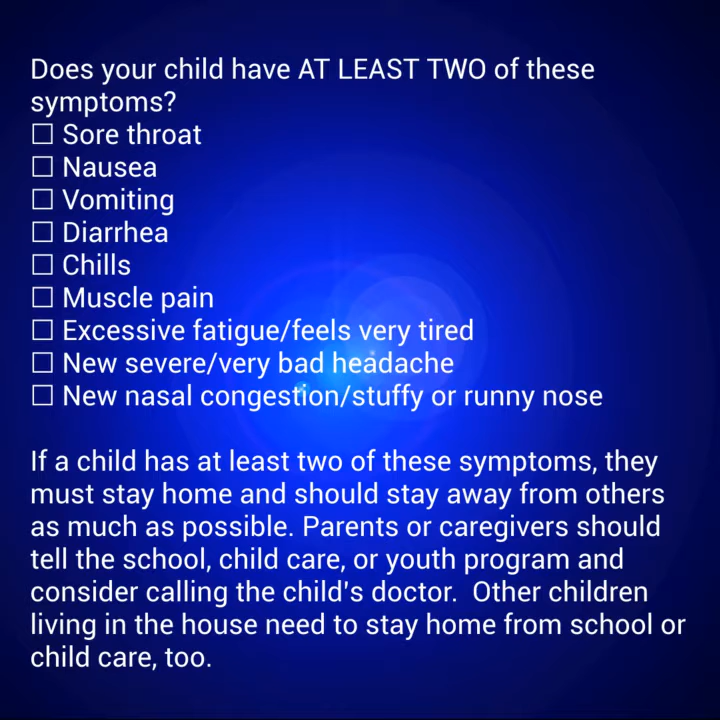 Does your child have AT LEAST TWO of these
symptoms?
☐ Sore throat
☐ Nausea
☐ Vomiting
☐ Diarrhea
☐ Chills
☐ Muscle pain
☐ Excessive fatigue/feels very tired
☐ New severe/very bad headache
☐ New nasal congestion/stuffy or runny nose
If a child has at least two of these symptoms, they
must stay home and should stay away from others
as much as possible. Parents or caregivers should
tell the school, child care, or youth program and
consider calling the child's doctor.  Other children
living in the house need to stay home from school or
child care, too.